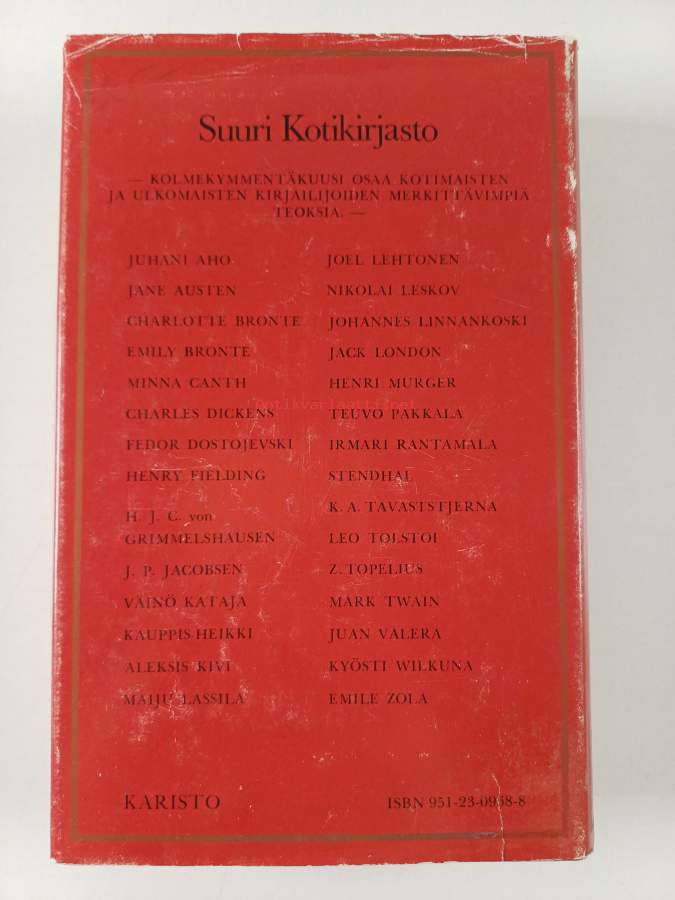 Suuri Kotikirjasto
— KOLMEKYMMENTÄKUUSI OSAA KOTIMAISTEN
JA ULKOMAISTEN KIRJAILIJOIDEN MERKITTÄVIMPIÄ
TEOKSIA. —
JUHANI AHO
JANE AUSTEN
CHARLOTTE BRONTE
EMILY BRONTE
MINNA CANTH
CHARLES DICKENS
FEDOR DOSTOJEVSKI
HENRY FIELDING
H. J. C. von
GRIMMELSHAUSEN
J. P. JACOBSEN
VÄINÖ KATAJA
KAUPPIS-HEIKKI
ALEKSIS KIVI
MAIJU LASSILA
JOEL LEHTONEN
NIKOLAI LESKOV
JOHANNES LINNANKOSKI
JACK LONDON
HENRI MURGER
TEUVO PAKKALA
IRMARI RANTAMALA
STENDHAL
K. A. TAVASTSTJERNA
LEO TOLSTOI
Z. TOPELIUS
MARK TWAIN
JUAN VALERA
KYÖSTI WILKUNA
EMILE ZOLA
antikvariaatti.net
KARISTO
ISBN 951-23-0958-8